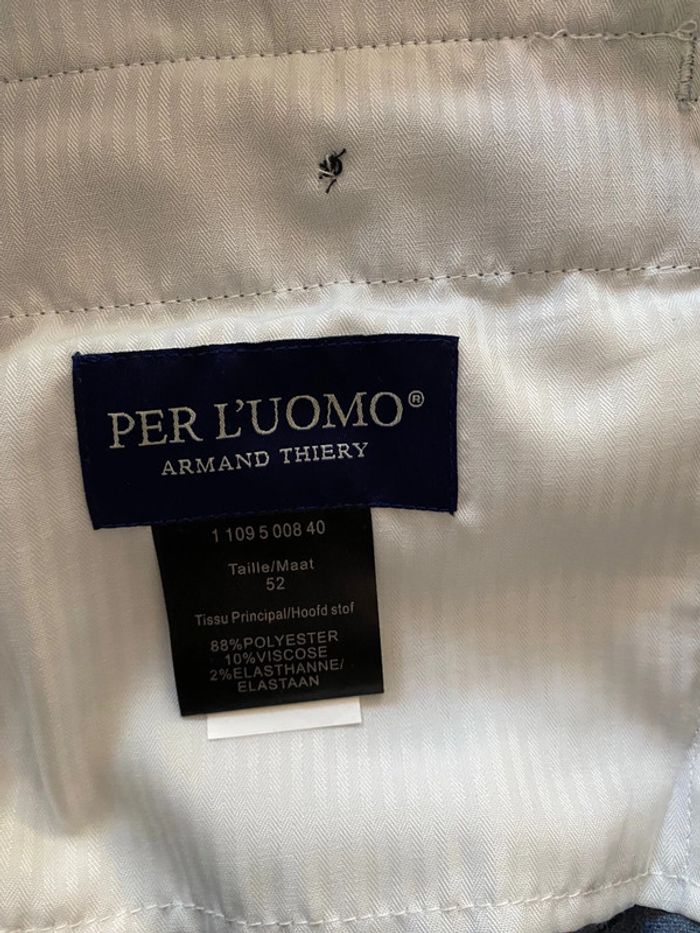 PER L'UOMO®
ARMAND THIERY
1 109 5 008 40
Taille/Maat
52
Tissu Principal/Hoofd stof
88%POLYESTER
10%VISCOSE
2%ELASTHANNE/
ELASTAAN